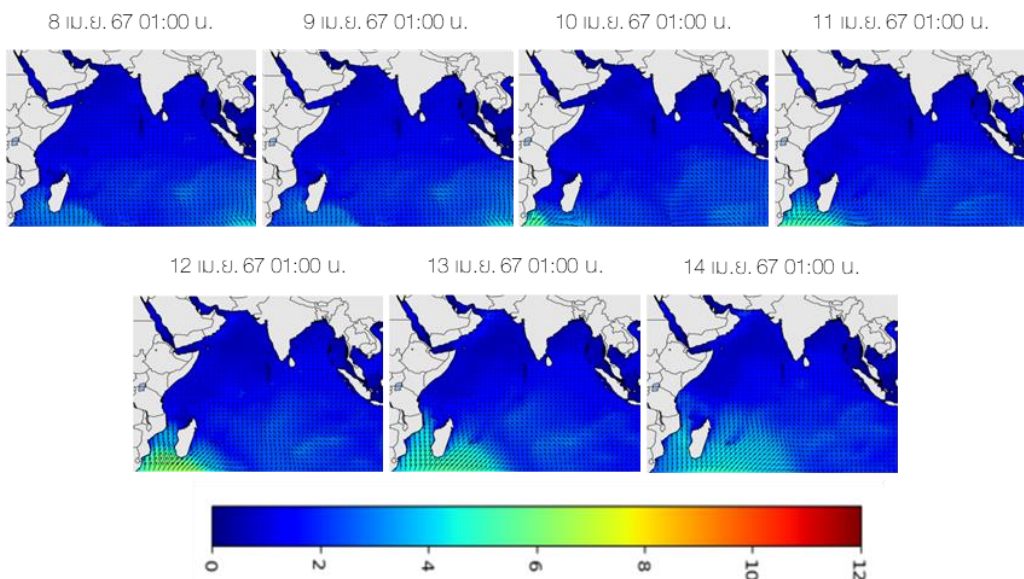 8 เม.ย. 67 01:00 น. 9 เม.ย. 67 01:00 น. 10 เม.ย. 67 01:00 น. 11 เม.ย. 67 01:00 น.
12 เม.ย. 67 01:00 น. 13 เม.ย. 67 01:00 น. 14 เม.ย. 67 01:00 น.
0 2 4 6 8 10 12